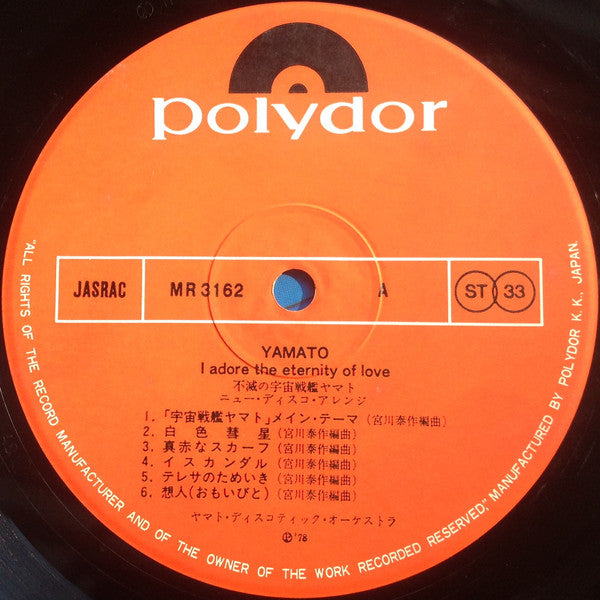 polydor
JASRAC MR 3162 A ST 33
YAMATO
I adore the eternity of love
不滅の宇宙戦艦ヤマト
ニュー・ディスコ・アレンジ
1. 「宇宙戦艦ヤマト」メイン・テーマ (宮川泰作編曲)
2. 白色彗星 (宮川泰作編曲)
3. 真赤なスカーフ (宮川泰作編曲)
4. イスカンダル (宮川泰作編曲)
5. テレサのためいき (宮川泰作編曲)
6. 想人(おもいびと) (宮川泰作編曲)
ヤマト・ディスコティック・オーケストラ
℗'78
"ALL RIGHTS OF THE RECORD MANUFACTURER AND OF THE OWNER OF THE WORK RECORDED RESERVED," MANUFACTURED BY POLYDOR K. K., JAPAN.